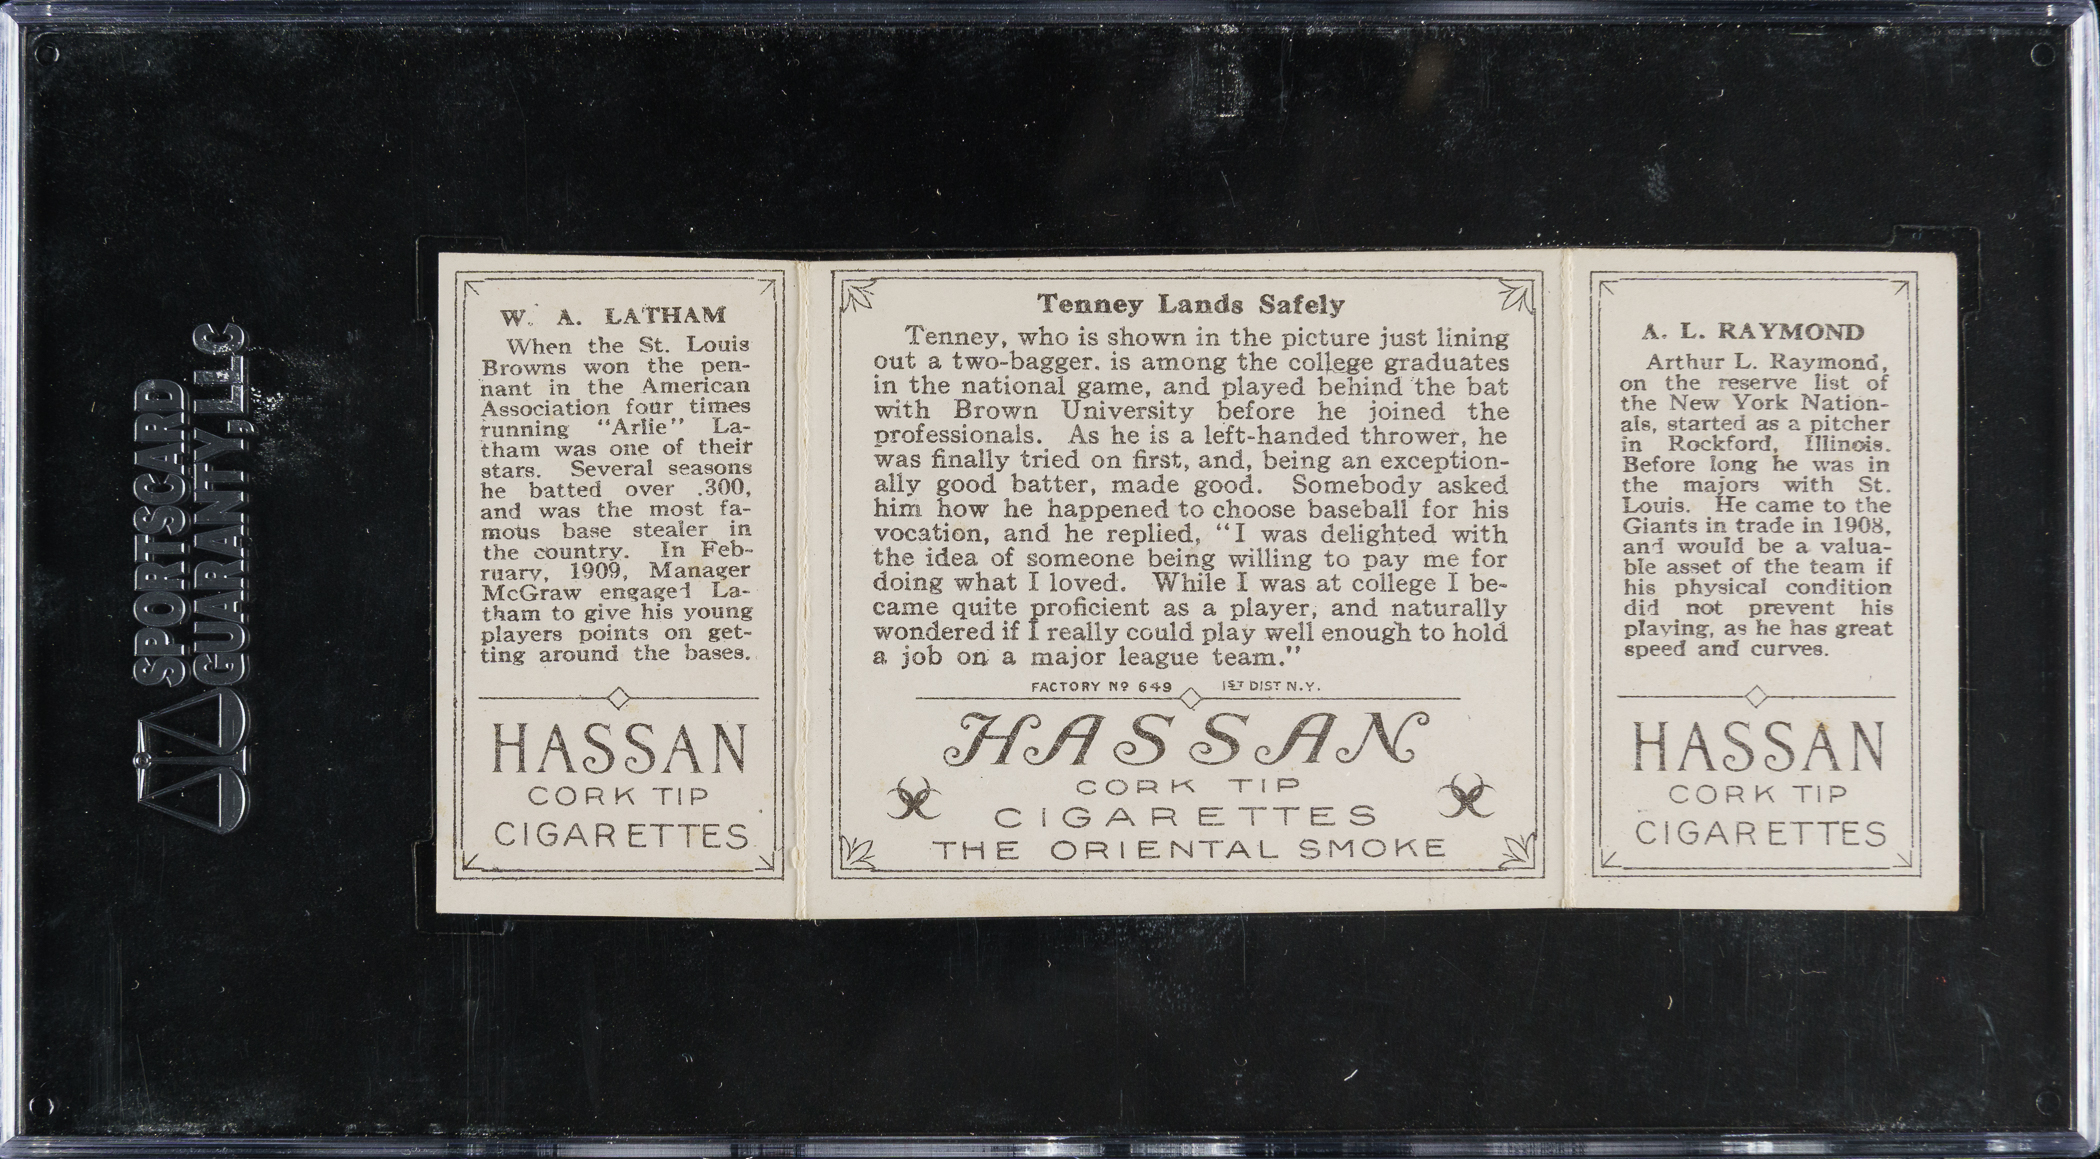 SPORTSCARD
GUARANTY, LLC
W. A. LATHAM
When the St. Louis
Browns won the pen-
nant in the American
Association four times
running "Arlie" La-
tham was one of their
stars. Several seasons
he batted over .300,
and was the most fa-
mous base stealer in
the country. In Feb-
ruary, 1909, Manager
McGraw engaged La-
tham to give his young
players points on get-
ting around the bases.
HASSAN
CORK TIP
CIGARETTES
Tenney Lands Safely
Tenney, who is shown in the picture just lining
out a two-bagger. is among the college graduates
in the national game, and played behind the bat
with Brown University before he joined the
professionals. As he is a left-handed thrower, he
was finally tried on first, and, being an exception-
ally good batter, made good. Somebody asked
him how he happened to choose baseball for his
vocation, and he replied, "I was delighted with
the idea of someone being willing to pay me for
doing what I loved. While I was at college I be-
came quite proficient as a player, and naturally
wondered if I really could play well enough to hold
a job on a major league team."
FACTORY Nº 649 1ST DIST N.Y.
HASSAN
CORK TIP
CIGARETTES
THE ORIENTAL SMOKE
A. L. RAYMOND
Arthur L. Raymond,
on the reserve list of
the New York Nation-
als, started as a pitcher
in Rockford, Illinois.
Before long he was in
the majors with St.
Louis. He came to the
Giants in trade in 1908,
and would be a valua-
ble asset of the team if
his physical condition
did not prevent his
playing, as he has great
speed and curves.
HASSAN
CORK TIP
CIGARETTES